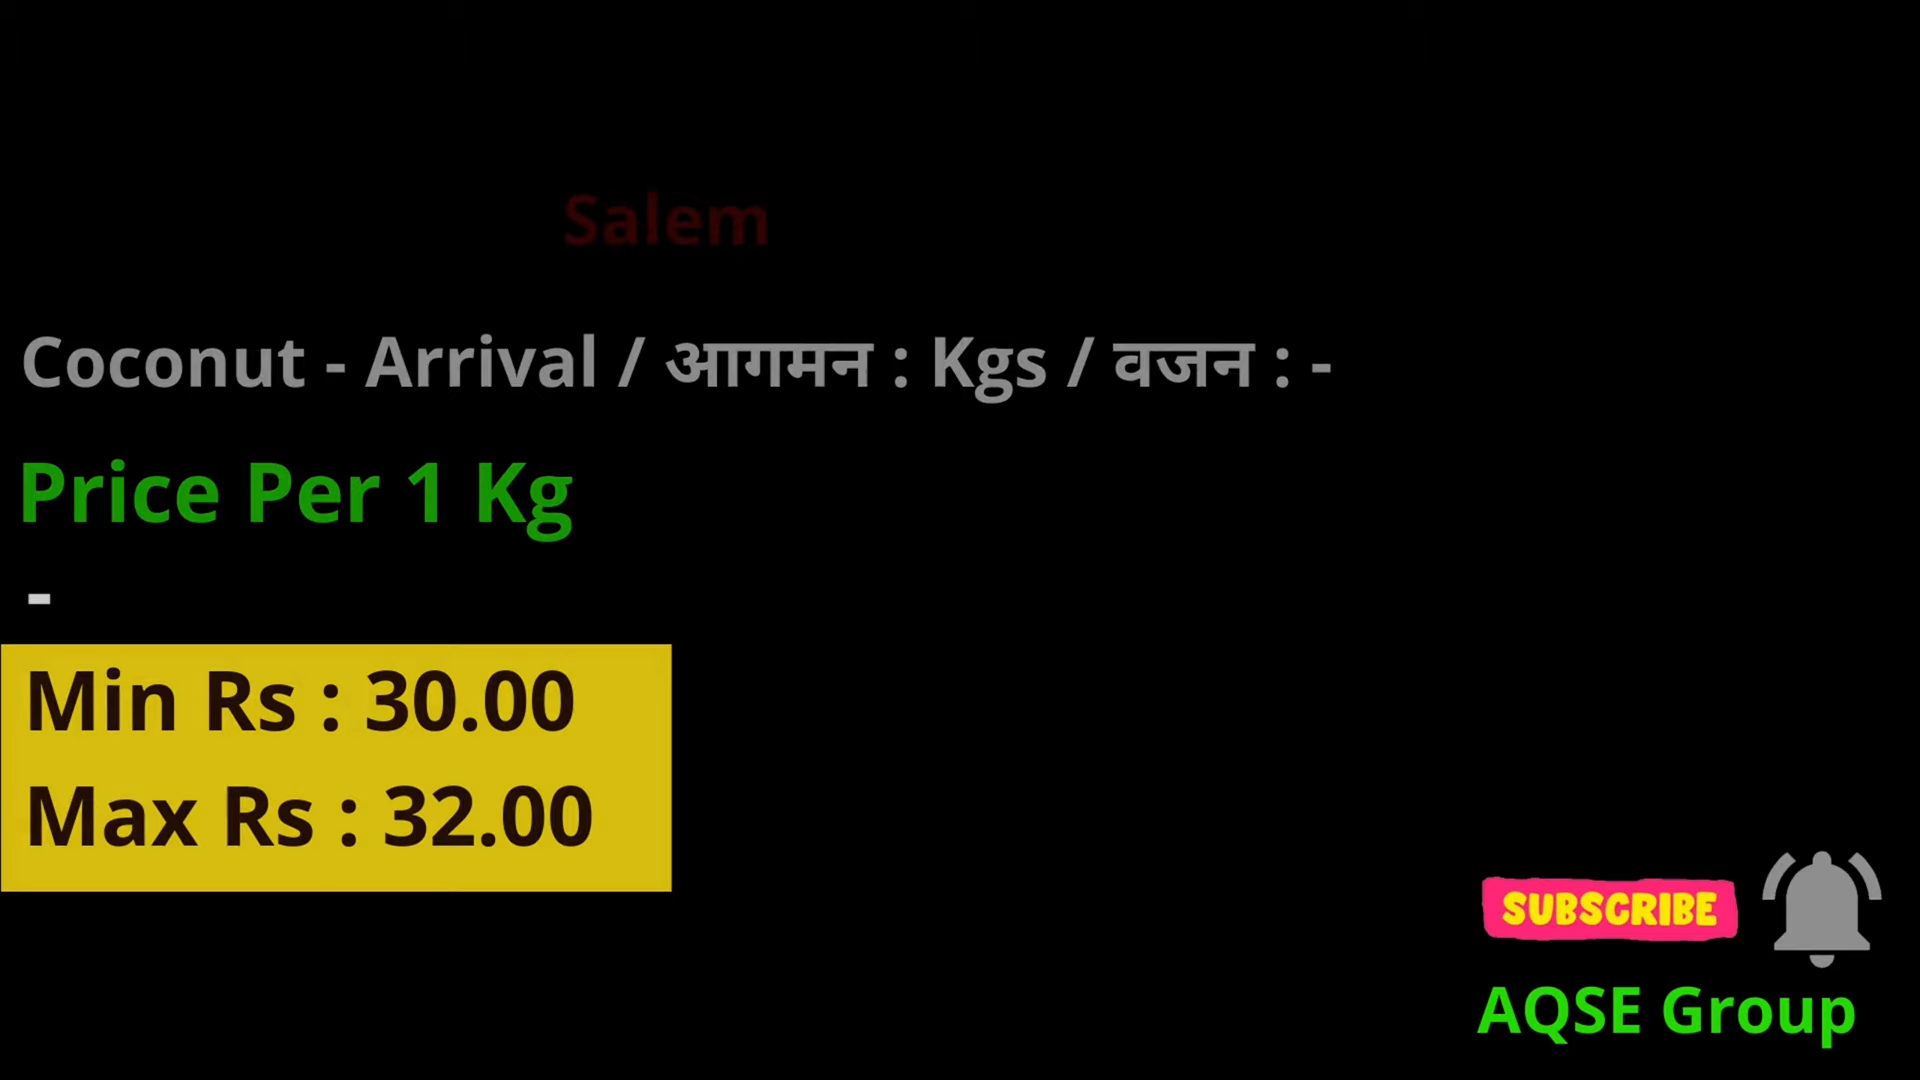 Salem
Coconut - Arrival / आगमन : Kgs / वजन : -
Price Per 1 Kg
-
Min Rs : 30.00
Max Rs : 32.00
SUBSCRIBE
AQSE Group